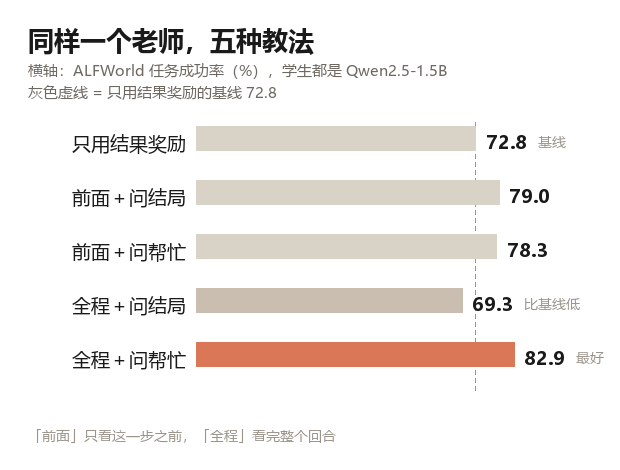 同样一个老师，五种教法
横轴：ALFWorld 任务成功率（%），学生都是 Qwen2.5-1.5B
灰色虚线 = 只用结果奖励的基线 72.8
只用结果奖励 72.8 基线
前面 + 问结局 79.0
前面 + 问帮忙 78.3
全程 + 问结局 69.3 比基线低
全程 + 问帮忙 82.9 最好
「前面」只看这一步之前，「全程」看完整个回合